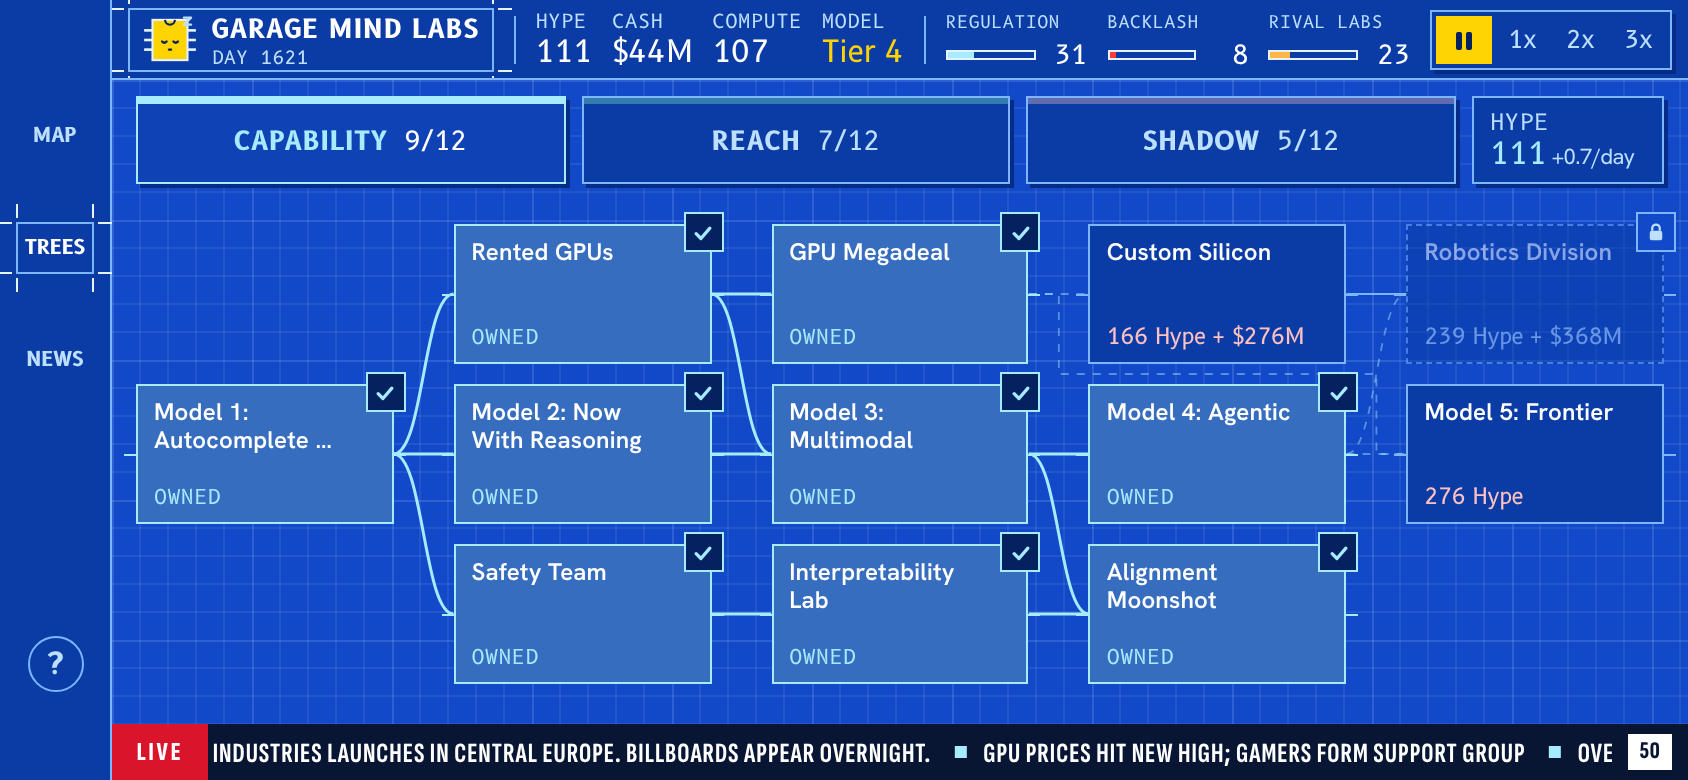 GARAGE MIND LABS
DAY 1621
HYPE
111
CASH
$44M
COMPUTE
107
MODEL
Tier 4
REGULATION
31
BACKLASH
8
RIVAL LABS
23
1x 2x 3x
MAP
TREES
NEWS
?
CAPABILITY 9/12
REACH 7/12
SHADOW 5/12
HYPE
111 +0.7/day
Rented GPUs
OWNED
GPU Megadeal
OWNED
Custom Silicon
166 Hype + $276M
Robotics Division
239 Hype + $368M
Model 1:
Autocomplete ...
OWNED
Model 2: Now
With Reasoning
OWNED
Model 3:
Multimodal
OWNED
Model 4: Agentic
OWNED
Model 5: Frontier
276 Hype
Safety Team
OWNED
Interpretability
Lab
OWNED
Alignment
Moonshot
OWNED
LIVE INDUSTRIES LAUNCHES IN CENTRAL EUROPE. BILLBOARDS APPEAR OVERNIGHT. GPU PRICES HIT NEW HIGH; GAMERS FORM SUPPORT GROUP OVE 50